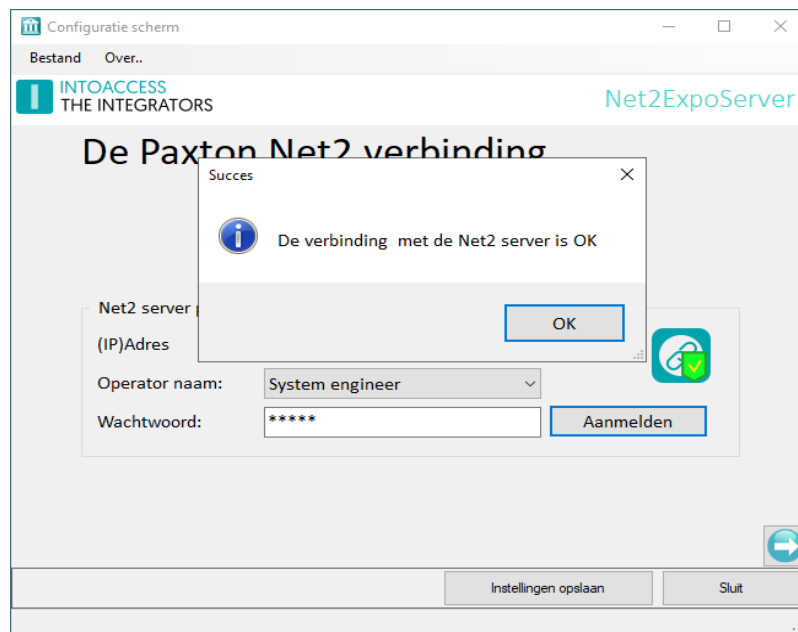 Configuratie scherm
Bestand Over..
INTOACCESS
THE INTEGRATORS
Net2ExpoServer
De Paxton Net2 verbinding
Succes
De verbinding met de Net2 server is OK
OK
Net2 server
(IP)Adres
Operator naam:
System engineer
Wachtwoord:
*****
Aanmelden
Instellingen opslaan
Sluit